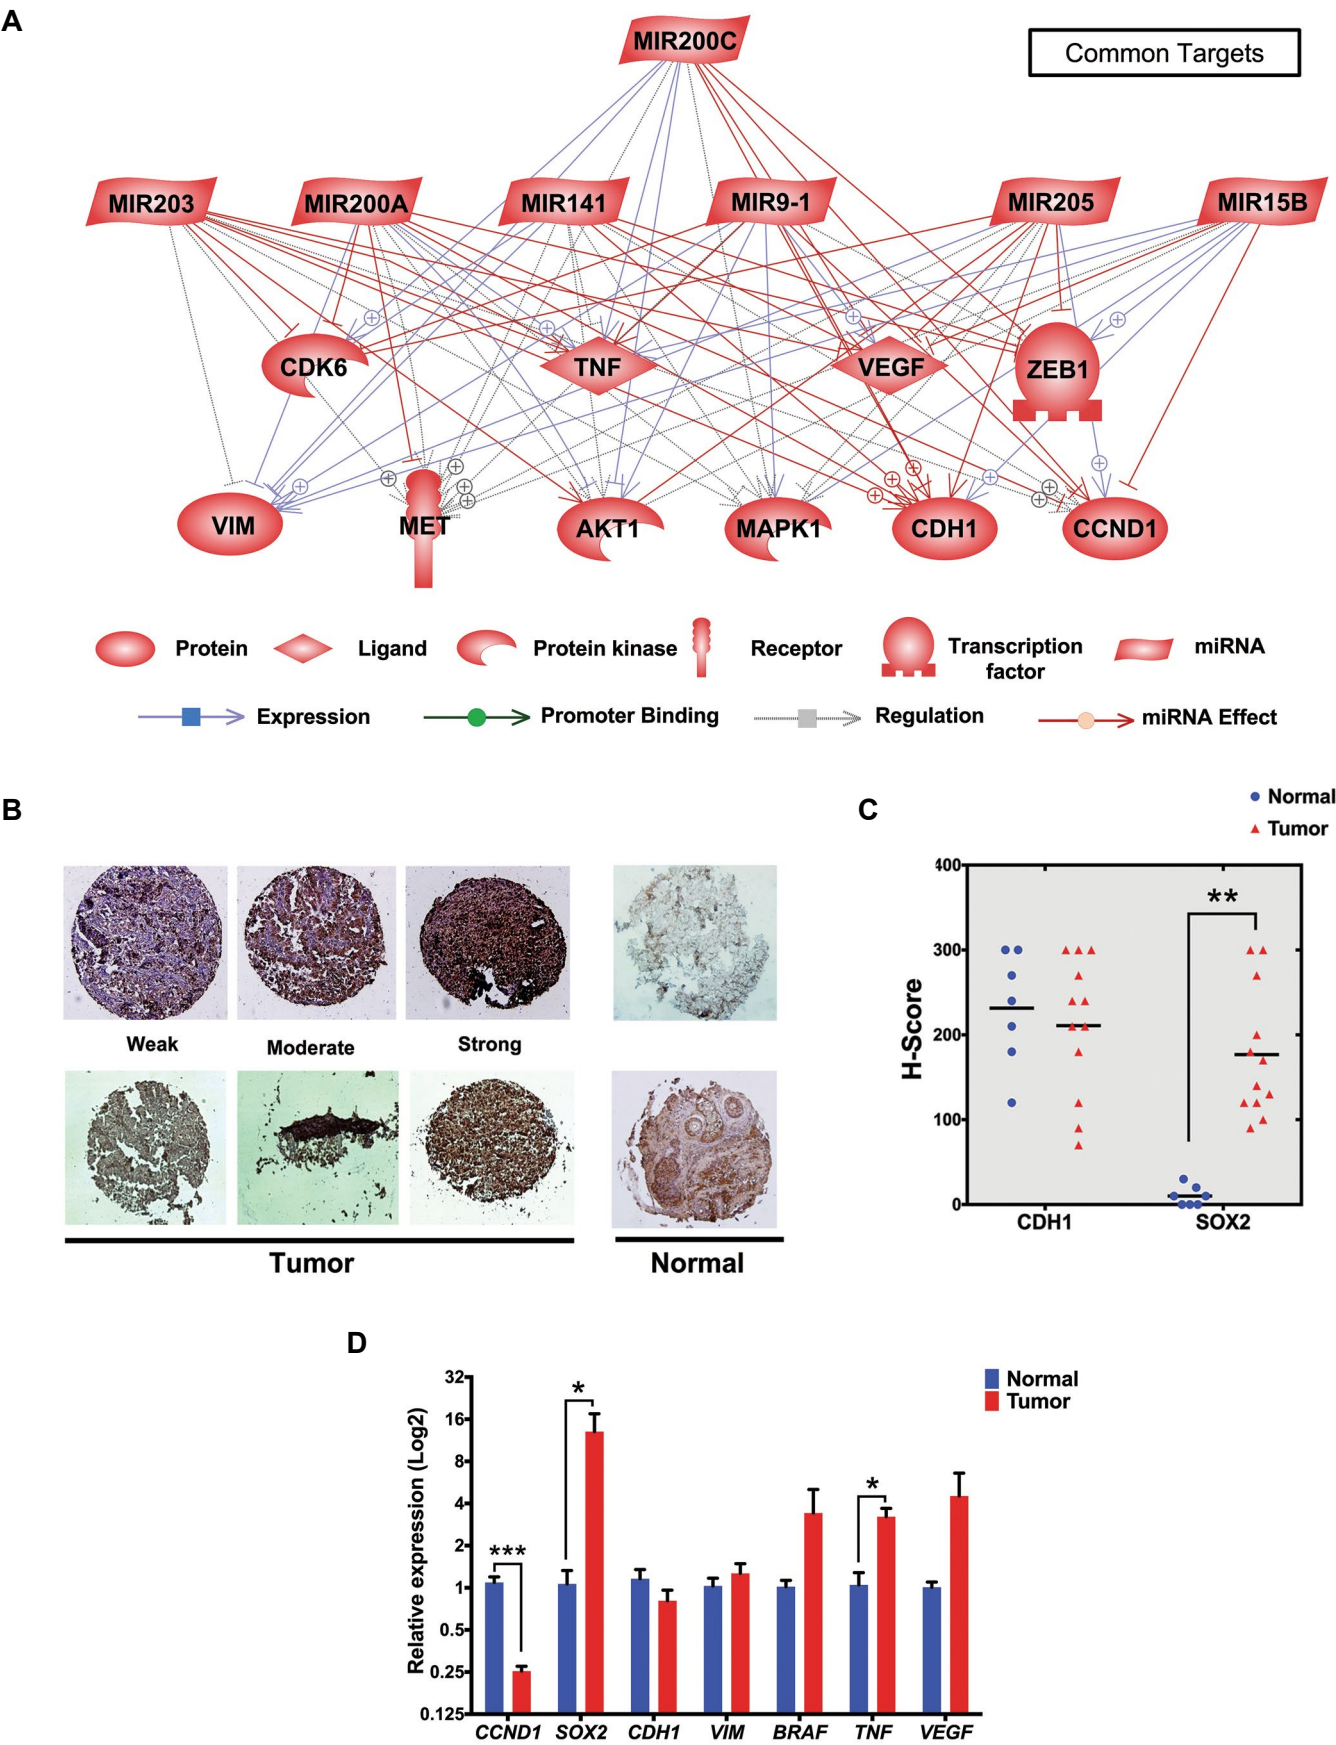 A
MIR200C
Common Targets
MIR203
MIR200A
MIR141
MIR9-1
MIR205
MIR15B
CDK6
TNF
VEGF
ZEB1
VIM
MET
AKT1
MAPK1
CDH1
CCND1
Protein
Ligand
Protein kinase
Receptor
Transcription
factor
miRNA
Expression
Promoter Binding
Regulation
miRNA Effect
B
Weak
Moderate
Strong
Tumor
Normal
C
Normal
Tumor
400
300
200
100
0
H-Score
**
CDH1
SOX2
D
Normal
Tumor
32
16
8
4
2
1
0.5
0.25
0.125
Relative expression (Log2)
***
*
*
CCND1
SOX2
CDH1
VIM
BRAF
TNF
VEGF